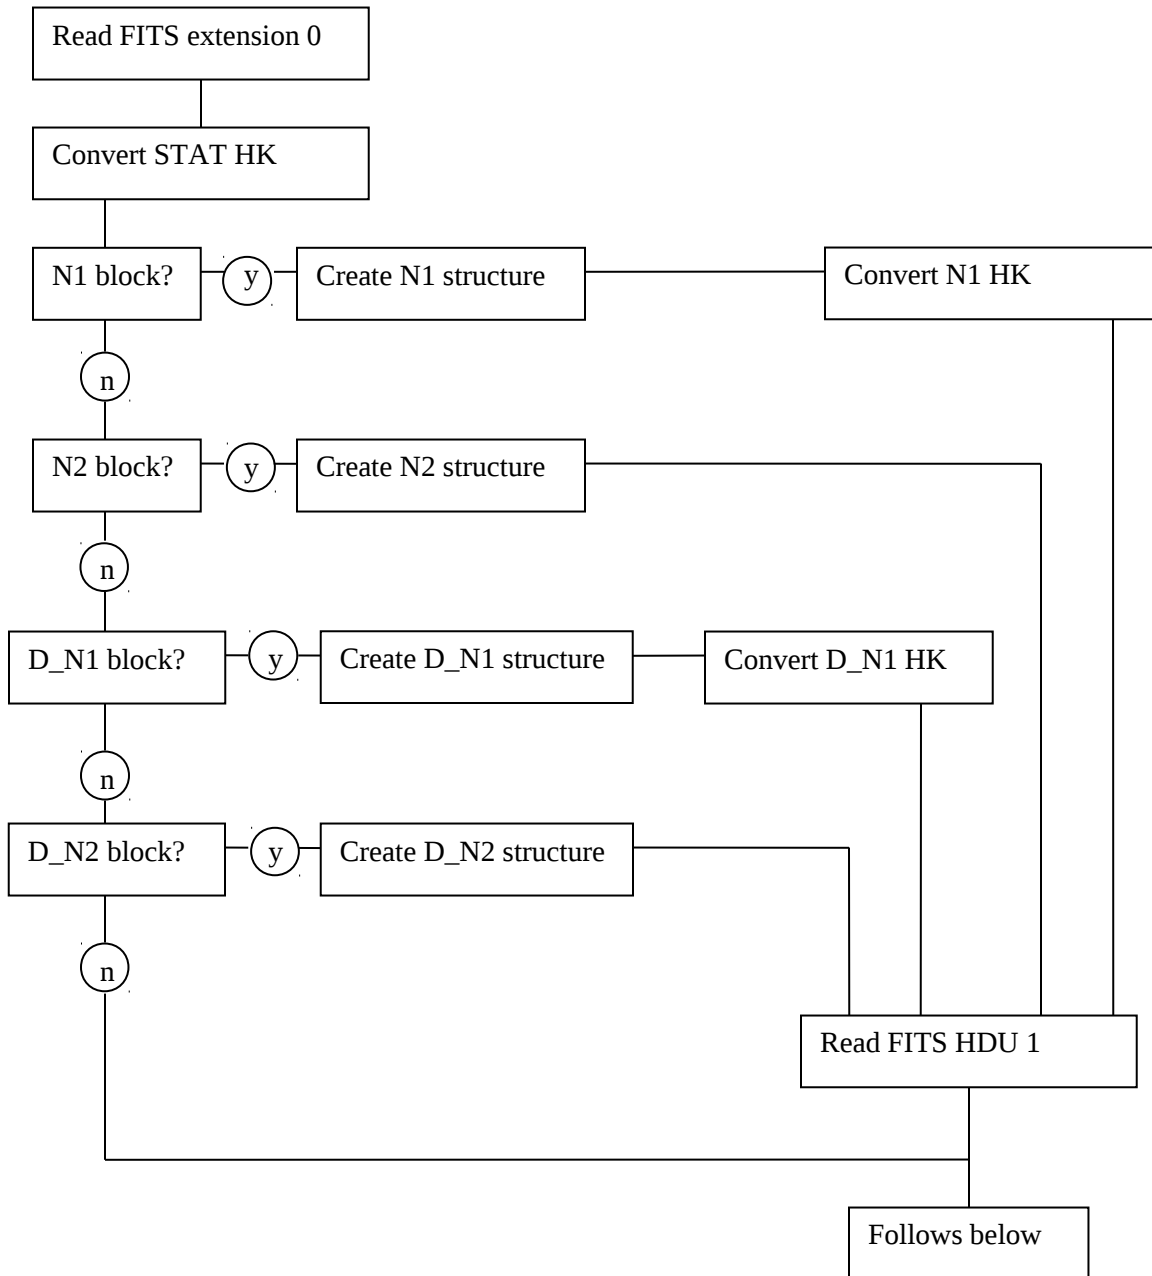 Read FITS extension 0
Convert STAT HK
N1 block?
y
Create N1 structure
Convert N1 HK
n
N2 block?
y
Create N2 structure
n
D_N1 block?
y
Create D_N1 structure
Convert D_N1 HK
n
D_N2 block?
y
Create D_N2 structure
n
Read FITS HDU 1
Follows below